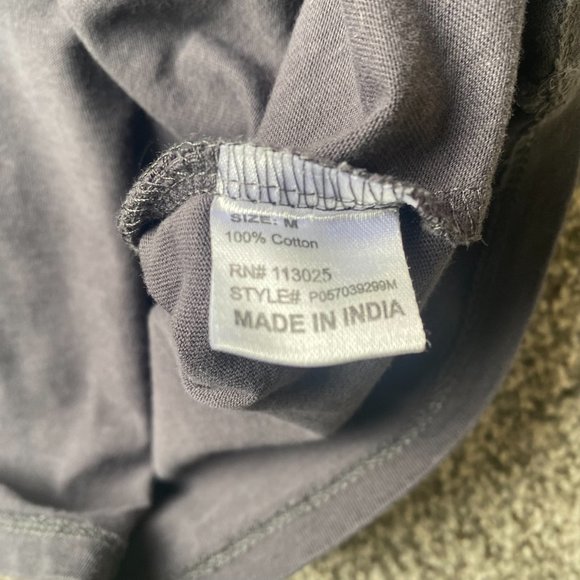 SIZE: M
100% Cotton
RN# 113025
STYLE# P057039299M
MADE IN INDIA